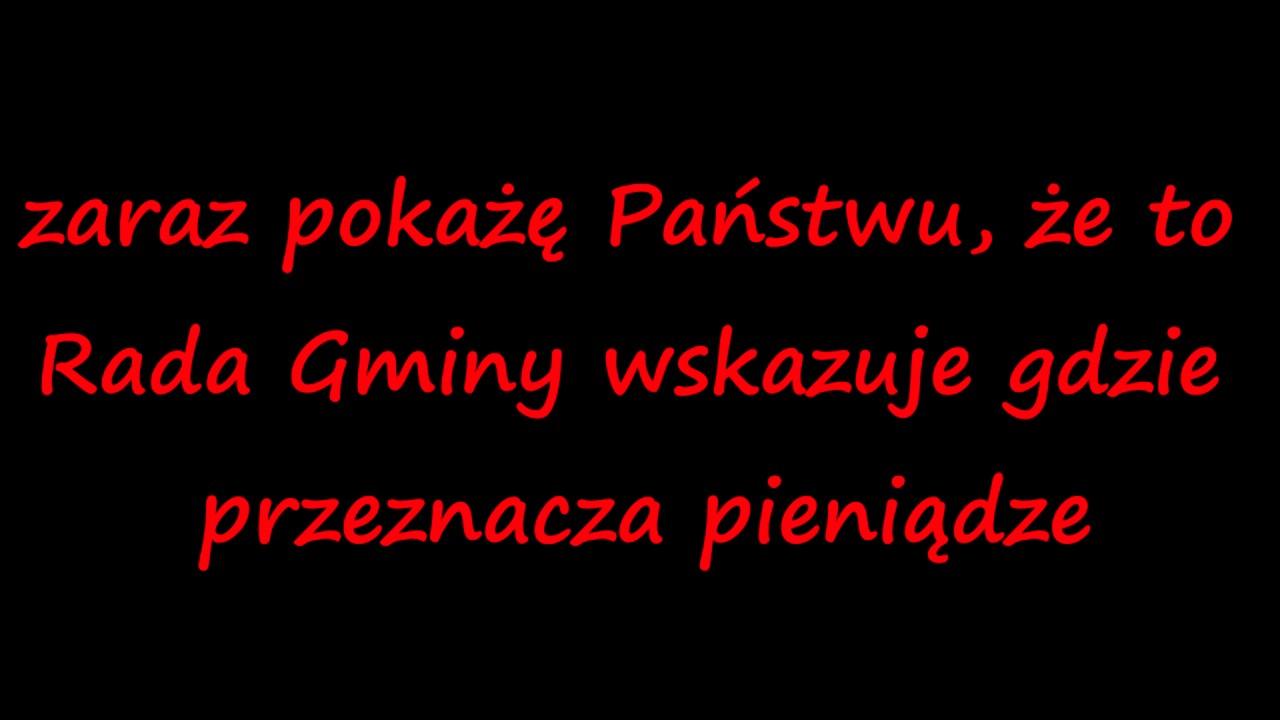 zaraz pokażę Państwu, że to
Rada Gminy wskazuje gdzie
przeznacza pieniądze